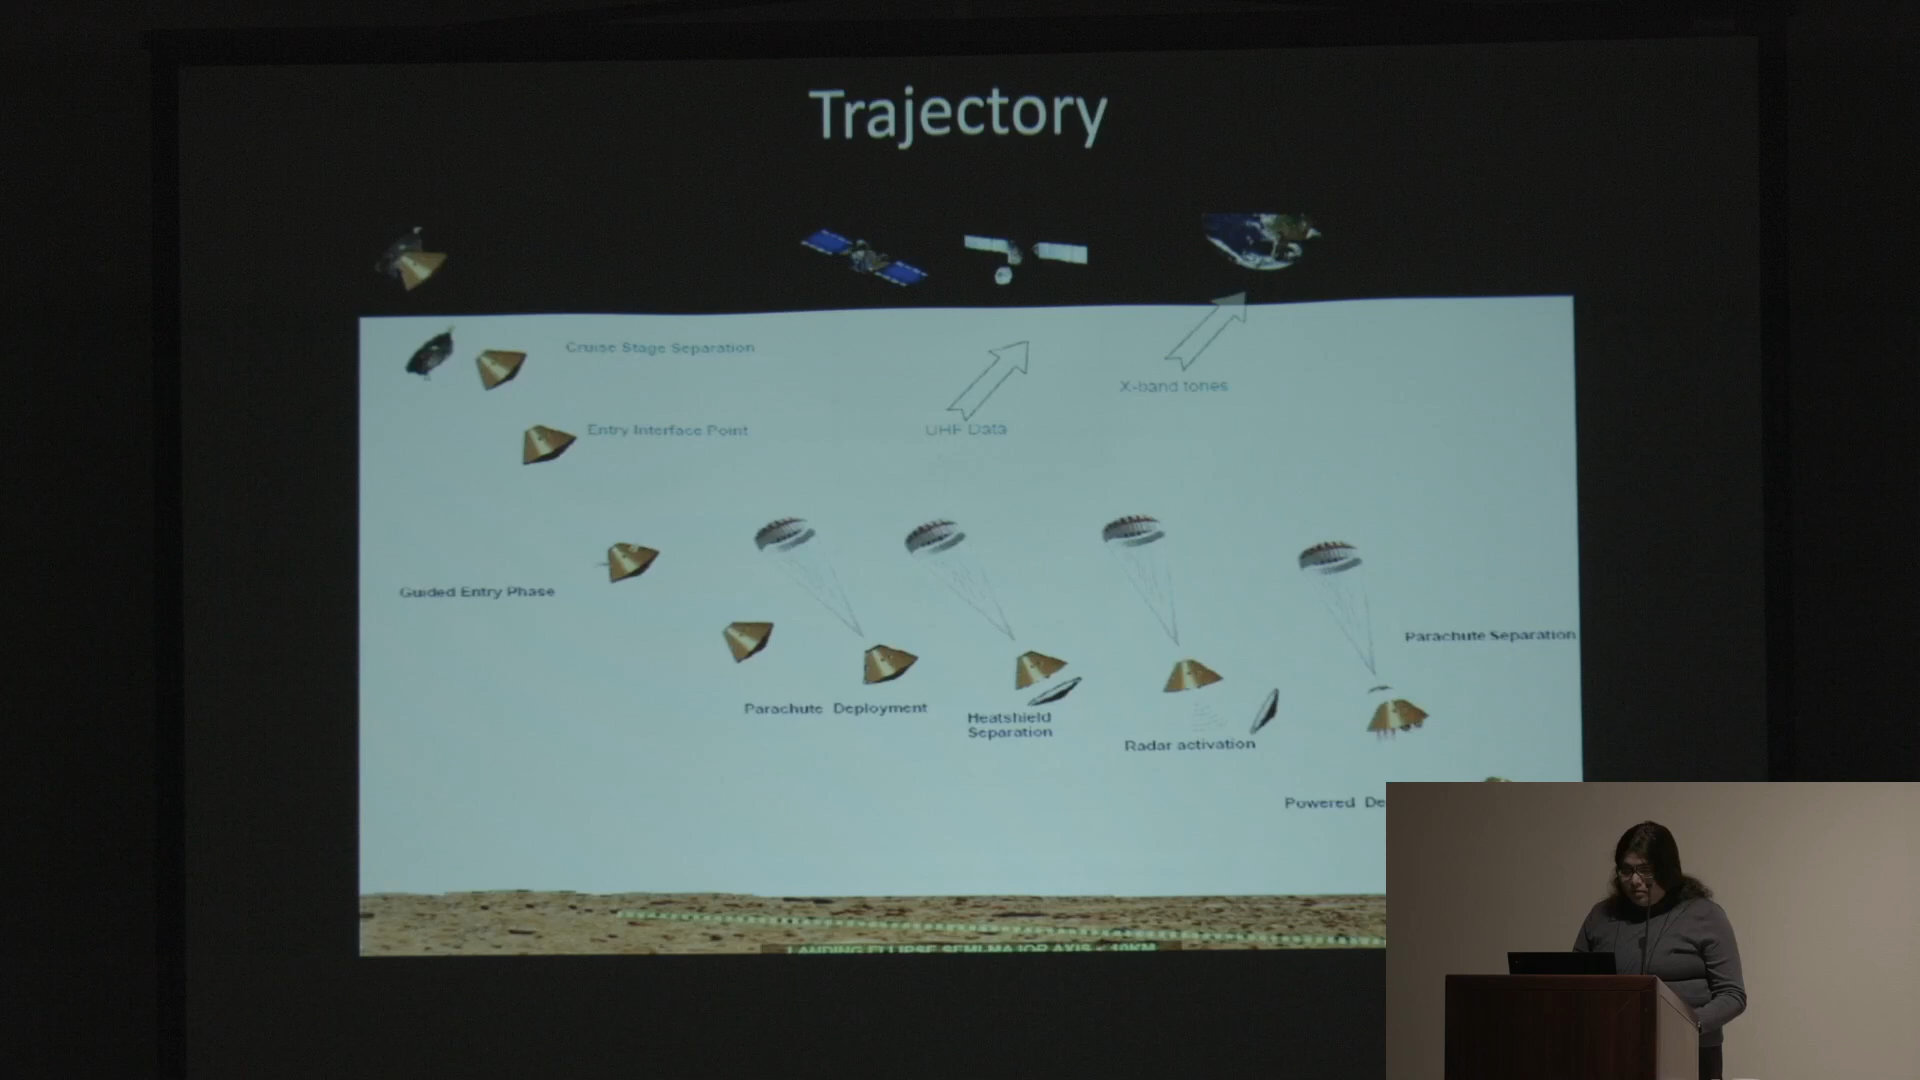 Trajectory
Cruise Stage Separation
X-band tones
Entry Interface Point
UHF Data
Guided Entry Phase
Parachute Separation
Parachute Deployment
Heatshield
Separation
Radar activation
Powered De
LANDING ELLIPSE SEMI MAJOR AXIS < 10KM